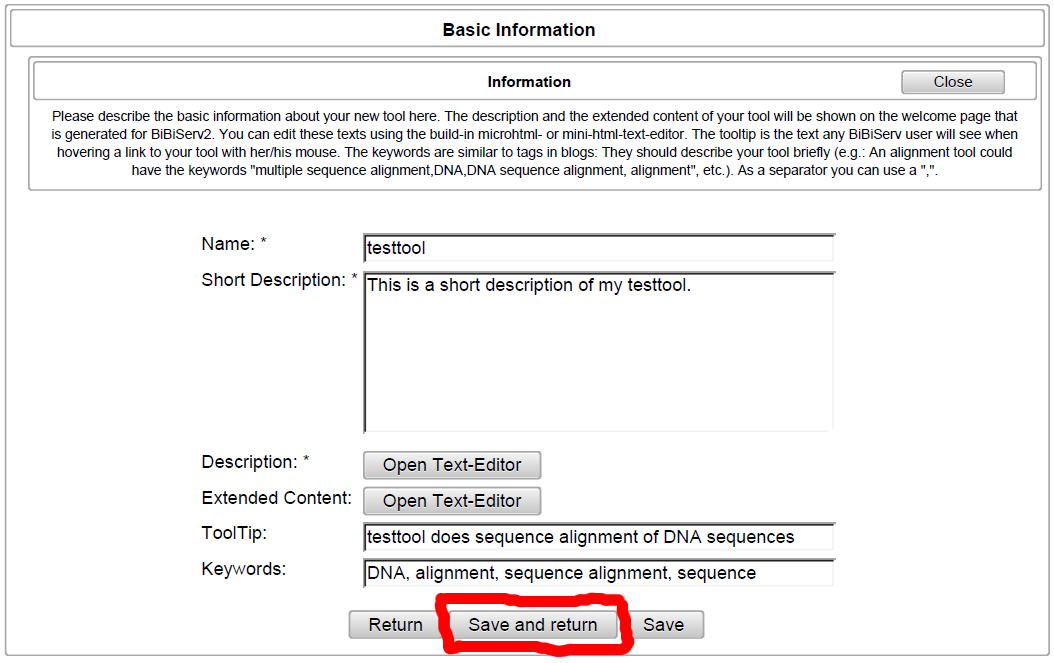 Basic Information
Information
Close
Please describe the basic information about your new tool here. The description and the extended content of your tool will be shown on the welcome page that
is generated for BiBiServ2. You can edit these texts using the build-in microhtml- or mini-html-text-editor. The tooltip is the text any BiBiServ user will see when
hovering a link to your tool with her/his mouse. The keywords are similar to tags in blogs: They should describe your tool briefly (e.g.: An alignment tool could
have the keywords "multiple sequence alignment,DNA,DNA sequence alignment, alignment", etc.). As a separator you can use a ",".
Name: * testtool
Short Description: * This is a short description of my testtool.
Description: * Open Text-Editor
Extended Content: Open Text-Editor
ToolTip: testtool does sequence alignment of DNA sequences
Keywords: DNA, alignment, sequence alignment, sequence
Return Save and return Save